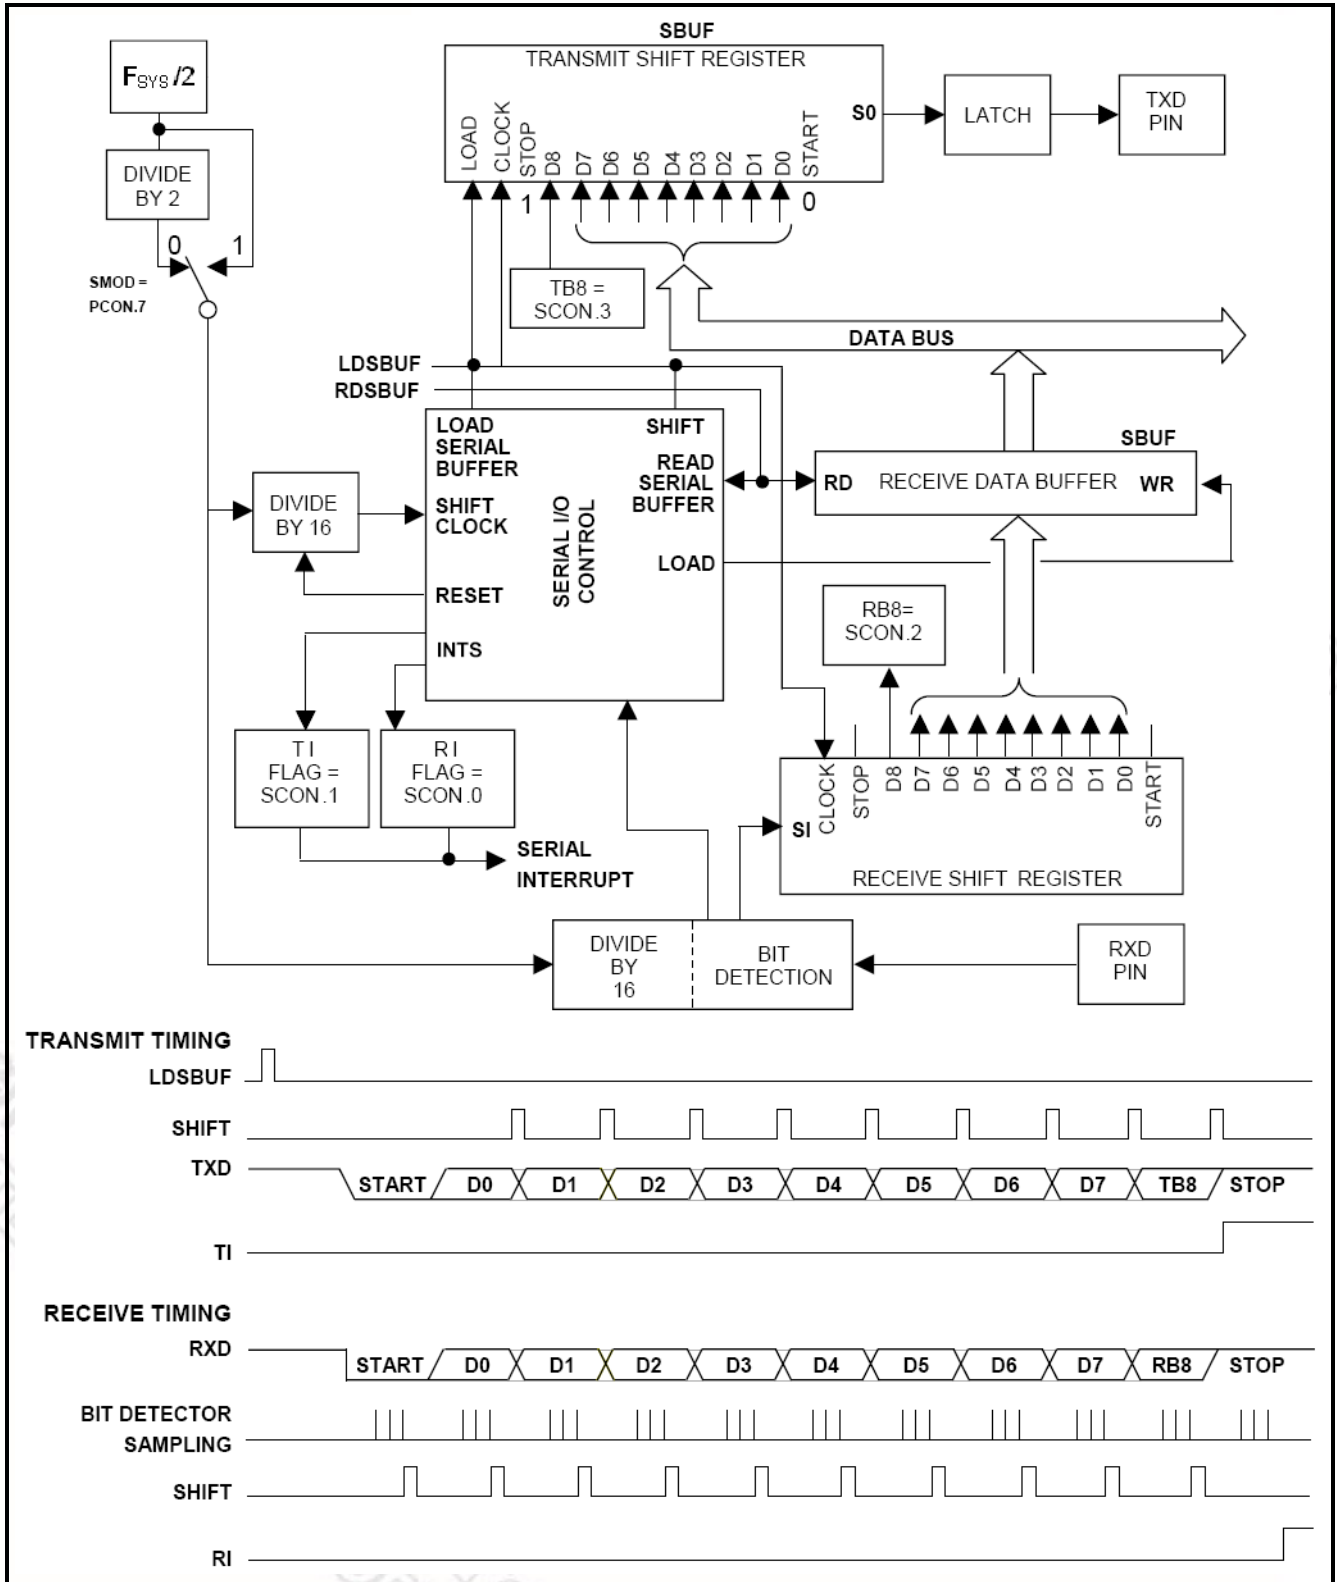 SBUF
TRANSMIT SHIFT REGISTER
FSYS/2
LOAD
CLOCK
STOP
D8
D7
D6
D5
D4
D3
D2
D1
D0
START
S0
LATCH
TXD
PIN
DIVIDE
BY 2
1
0
0
1
SMOD =
PCON.7
TB8 =
SCON.3
DATA BUS
LDSBUF
RDSBUF
LOAD
SERIAL
BUFFER
SHIFT
READ
SERIAL
BUFFER
SHIFT
CLOCK
SERIAL I/O
CONTROL
LOAD
RESET
INTS
DIVIDE
BY 16
SBUF
RD
RECEIVE DATA BUFFER
WR
RB8=
SCON.2
TI
FLAG =
SCON.1
RI
FLAG =
SCON.0
SERIAL
INTERRUPT
CLOCK
STOP
D8
D7
D6
D5
D4
D3
D2
D1
D0
START
SI
RECEIVE SHIFT REGISTER
DIVIDE
BY
16
BIT
DETECTION
RXD
PIN
TRANSMIT TIMING
LDSBUF
SHIFT
TXD
START D0 D1 D2 D3 D4 D5 D6 D7 TB8 STOP
TI
RECEIVE TIMING
RXD
START D0 D1 D2 D3 D4 D5 D6 D7 RB8 STOP
BIT DETECTOR
SAMPLING
SHIFT
RI